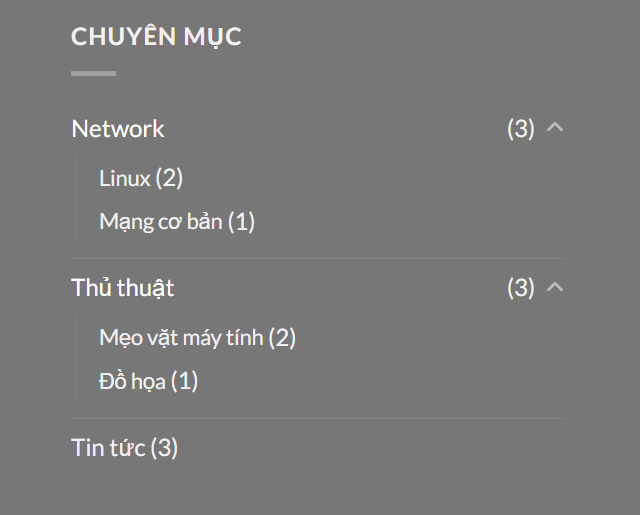 CHUYÊN MỤC
Network (3)
Linux (2)
Mạng cơ bản (1)
Thủ thuật (3)
Mẹo vặt máy tính (2)
Đồ họa (1)
Tin tức (3)